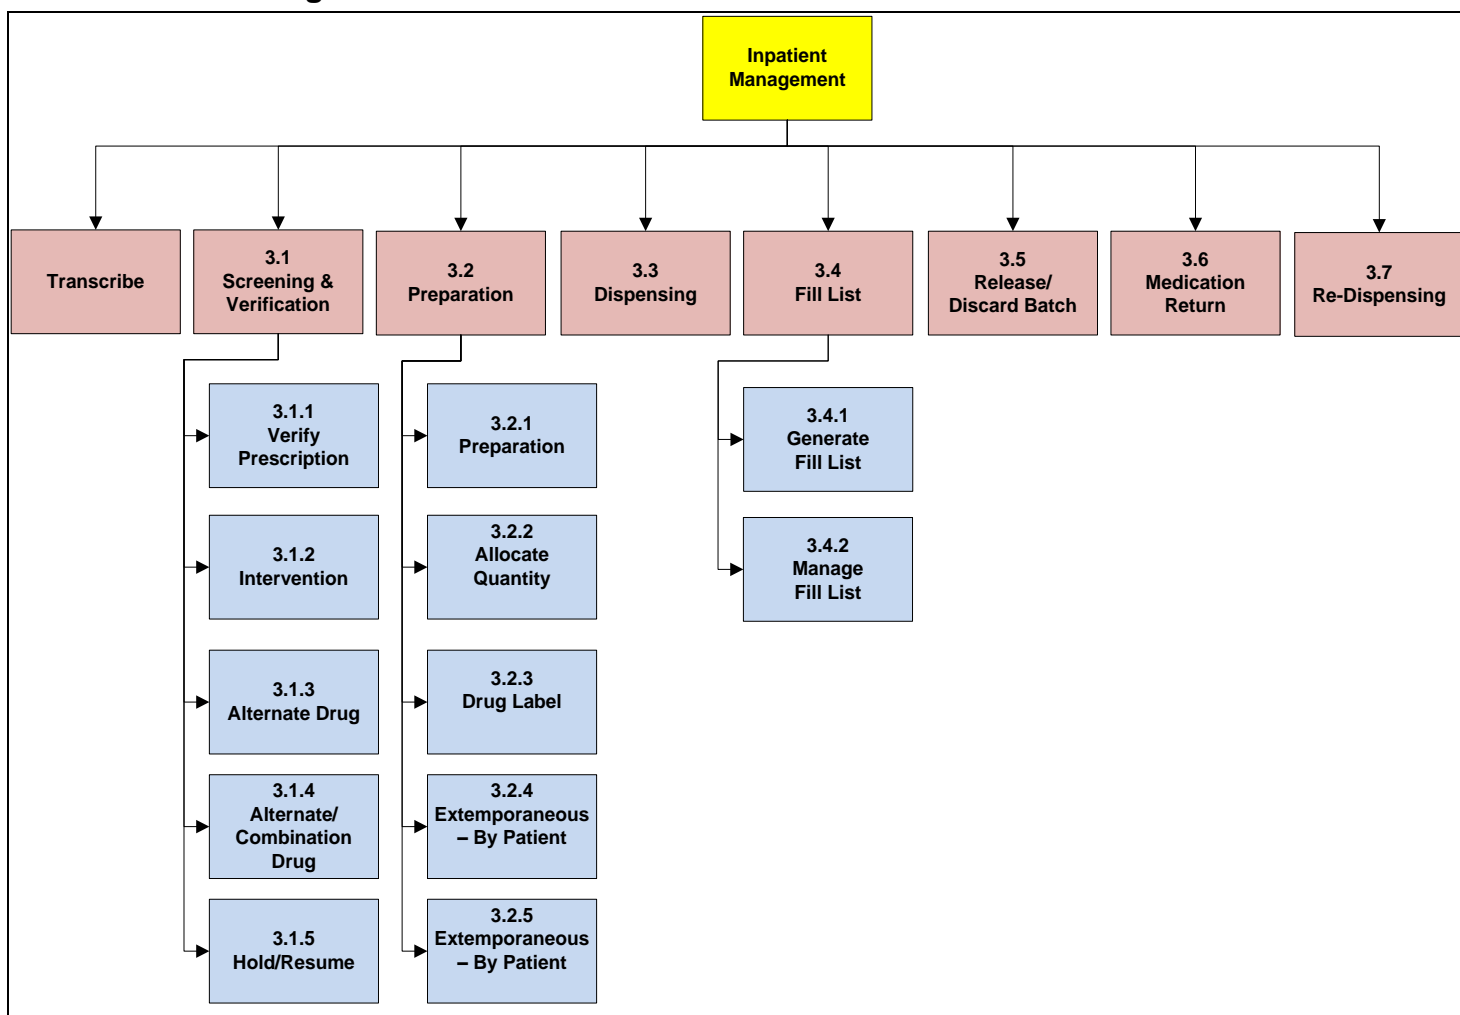 Inpatient
Management
Transcribe
3.1
Screening &
Verification
3.2
Preparation
3.3
Dispensing
3.4
Fill List
3.5
Release/
Discard Batch
3.6
Medication
Return
3.7
Re-Dispensing
3.1.1
Verify
Prescription
3.2.1
Preparation
3.4.1
Generate
Fill List
3.1.2
Intervention
3.2.2
Allocate
Quantity
3.4.2
Manage
Fill List
3.1.3
Alternate Drug
3.2.3
Drug Label
3.1.4
Alternate/
Combination
Drug
3.2.4
Extemporaneous
– By Patient
3.1.5
Hold/Resume
3.2.5
Extemporaneous
– By Patient